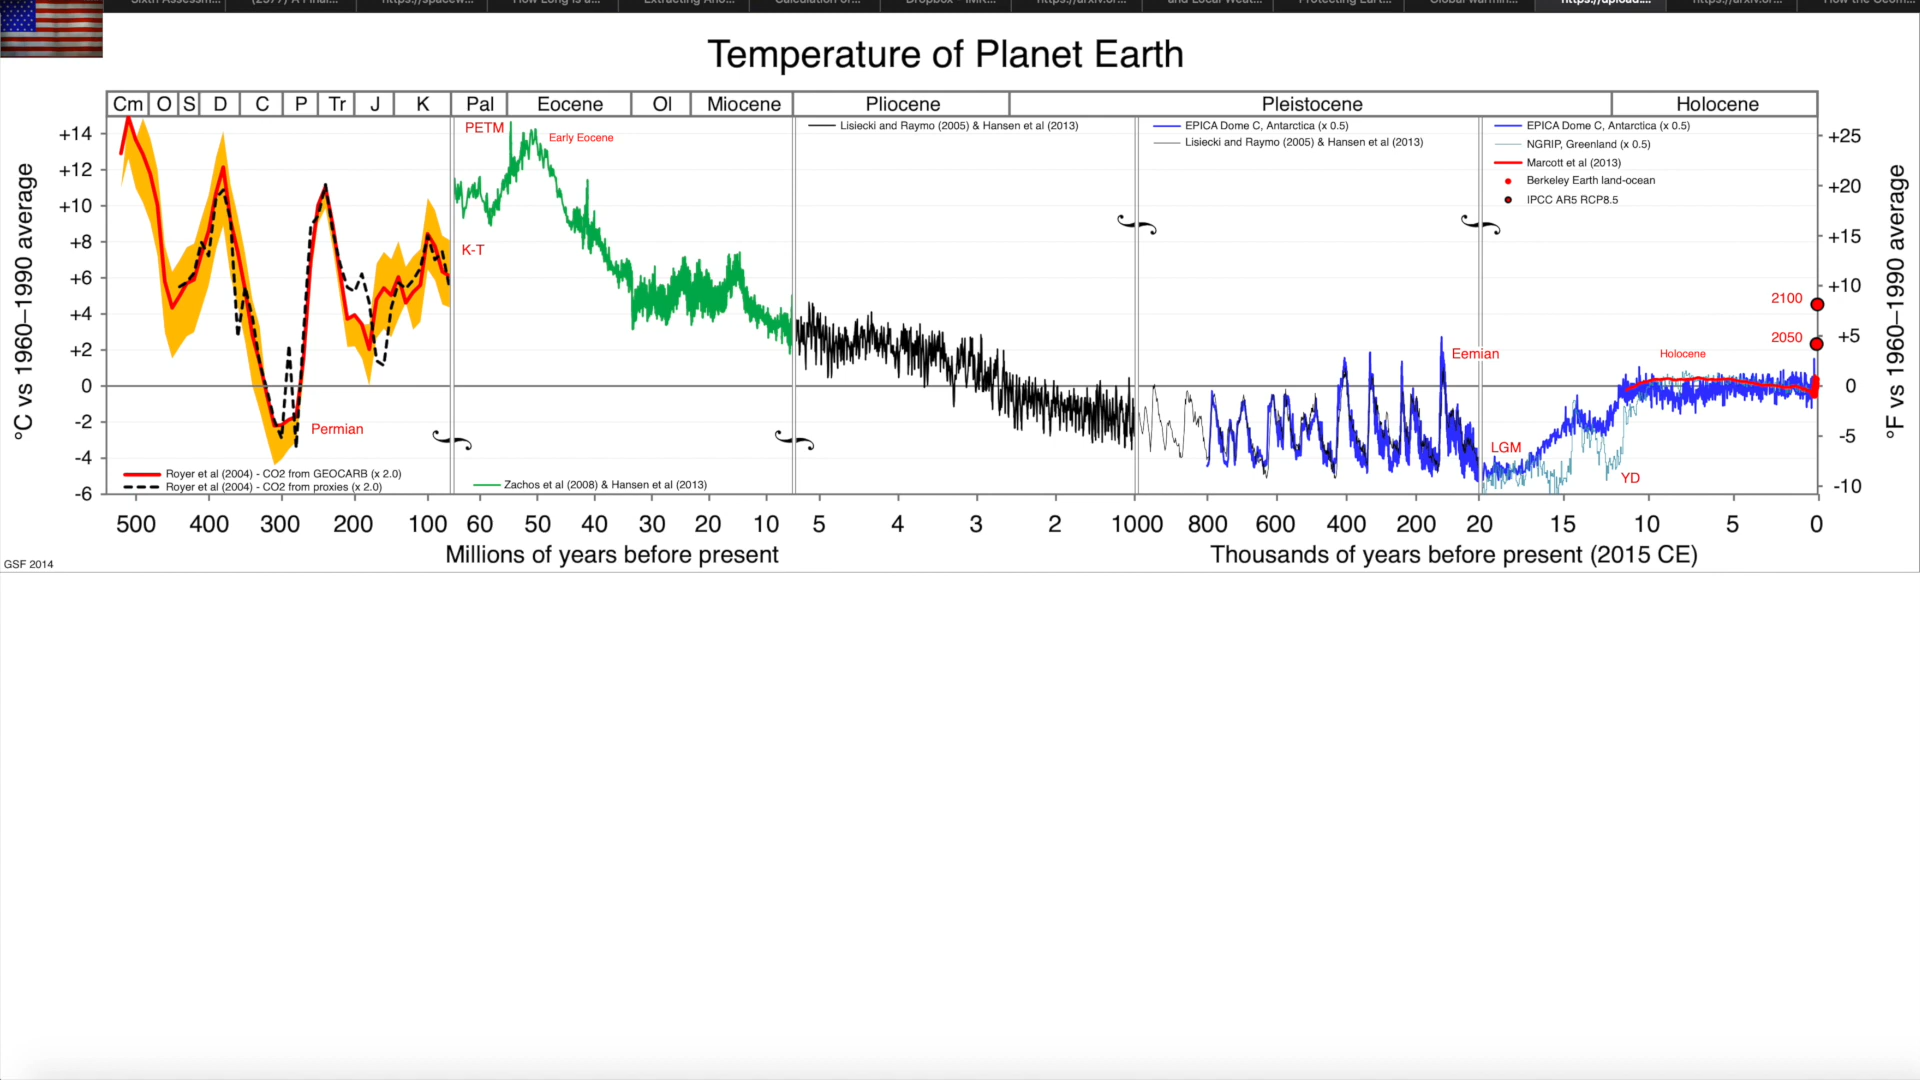 Temperature of Planet Earth
Cm O S D C P Tr J K Pal Eocene Ol Miocene Pliocene Pleistocene Holocene
°C vs 1960–1990 average
+14
+12
+10
+8
+6
+4
+2
0
-2
-4
-6
Permian
Royer et al (2004) - CO2 from GEOCARB (x 2.0)
Royer et al (2004) - CO2 from proxies (x 2.0)
PETM
Early Eocene
K-T
Zachos et al (2008) & Hansen et al (2013)
Lisiecki and Raymo (2005) & Hansen et al (2013)
EPICA Dome C, Antarctica (x 0.5)
Lisiecki and Raymo (2005) & Hansen et al (2013)
Eemian
EPICA Dome C, Antarctica (x 0.5)
NGRIP, Greenland (x 0.5)
Marcott et al (2013)
Berkeley Earth land-ocean
IPCC AR5 RCP8.5
2100
2050
Holocene
LGM
YD
+25
+20
+15
+10
+5
0
-5
-10
°F vs 1960–1990 average
500 400 300 200 100 60 50 40 30 20 10 5 4 3 2 1000 800 600 400 200 20 15 10 5 0
Millions of years before present
Thousands of years before present (2015 CE)
GSF 2014